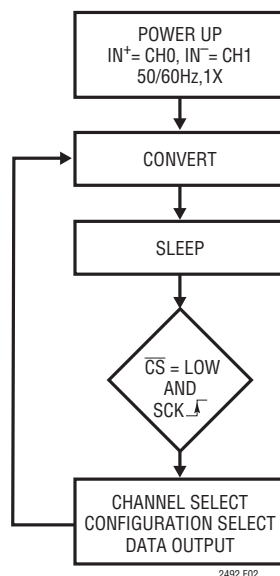 POWER UP
IN⁺= CH0, IN⁻= CH1
50/60Hz,1X
CONVERT
SLEEP
C̅S̅ = LOW
AND
SCK
CHANNEL SELECT
CONFIGURATION SELECT
DATA OUTPUT
2492 F02